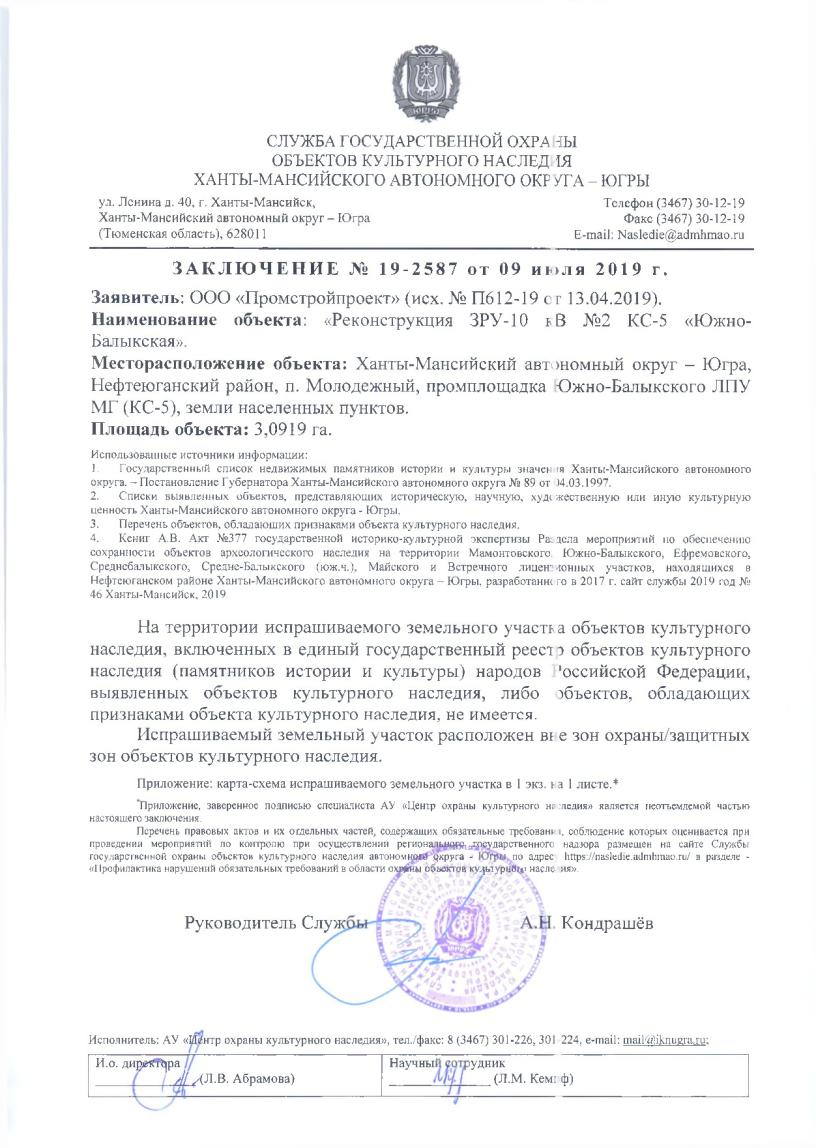 ЮГРЫ
СЛУЖБА ГОСУДАРСТВЕННОЙ ОХРАНЫ
ОБЪЕКТОВ КУЛЬТУРНОГО НАСЛЕДИЯ
ХАНТЫ-МАНСИЙСКОГО АВТОНОМНОГО ОКРУГА – ЮГРЫ
ул. Ленина д. 40, г. Ханты-Мансийск,
Ханты-Мансийский автономный округ – Югра
(Тюменская область), 628011
Телефон (3467) 30-12-19
Факс (3467) 30-12-19
E-mail: Nasledie@admhmao.ru
ЗАКЛЮЧЕНИЕ № 19-2587 от 09 июля 2019 г.
Заявитель: ООО «Промстройпроект» (исх. № П612-19 от 13.04.2019).
Наименование объекта: «Реконструкция ЗРУ-10 кВ №2 КС-5 «Южно-
Балыкская».
Месторасположение объекта: Ханты-Мансийский автономный округ – Югра,
Нефтеюганский район, п. Молодежный, промплощадка Южно-Балыкского ЛПУ
МГ (КС-5), земли населенных пунктов.
Площадь объекта: 3,0919 га.
Использованные источники информации:
1. Государственный список недвижимых памятников истории и культуры значения Ханты-Мансийского автономного
округа. – Постановление Губернатора Ханты-Мансийского автономного округа № 89 от 04.03.1997.
2. Списки выявленных объектов, представляющих историческую, научную, художественную или иную культурную
ценность Ханты-Мансийского автономного округа - Югры.
3. Перечень объектов, обладающих признаками объекта культурного наследия.
4. Кениг А.В. Акт №377 государственной историко-культурной экспертизы Раздела мероприятий по обеспечению
сохранности объектов археологического наследия на территории Мамонтовского, Южно-Балыкского, Ефремовского,
Среднебалыкского, Средне-Балыкского (юж.ч.), Майского и Встречного лицензионных участков, находящихся в
Нефтеюганском районе Ханты-Мансийского автономного округа – Югры, разработанного в 2017 г. сайт службы 2019 год №
46 Ханты-Мансийск, 2019
На территории испрашиваемого земельного участка объектов культурного
наследия, включенных в единый государственный реестр объектов культурного
наследия (памятников истории и культуры) народов Российской Федерации,
выявленных объектов культурного наследия, либо объектов, обладающих
признаками объекта культурного наследия, не имеется.
Испрашиваемый земельный участок расположен вне зон охраны/защитных
зон объектов культурного наследия.
Приложение: карта-схема испрашиваемого земельного участка в 1 экз. на 1 листе.*
*Приложение, заверенное подписью специалиста АУ «Центр охраны культурного наследия» является неотъемлемой частью
настоящего заключения.
Перечень правовых актов и их отдельных частей, содержащих обязательные требования, соблюдение которых оценивается при
проведении мероприятий по контролю при осуществлении регионального государственного надзора размещен на сайте Службы
государственной охраны объектов культурного наследия автономного округа - Югры по адресу https://nasledie.admhmao.ru/ в разделе -
«Профилактика нарушений обязательных требований в области охраны объектов культурного наследия».
Руководитель Службы А.Н. Кондрашёв
Исполнитель: АУ «Центр охраны культурного наследия», тел./факс: 8 (3467) 301-226, 301-224, e-mail: mail@iknugra.ru;
И.о. директора
(Л.В. Абрамова)
Научный сотрудник
(Л.М. Кемпф)